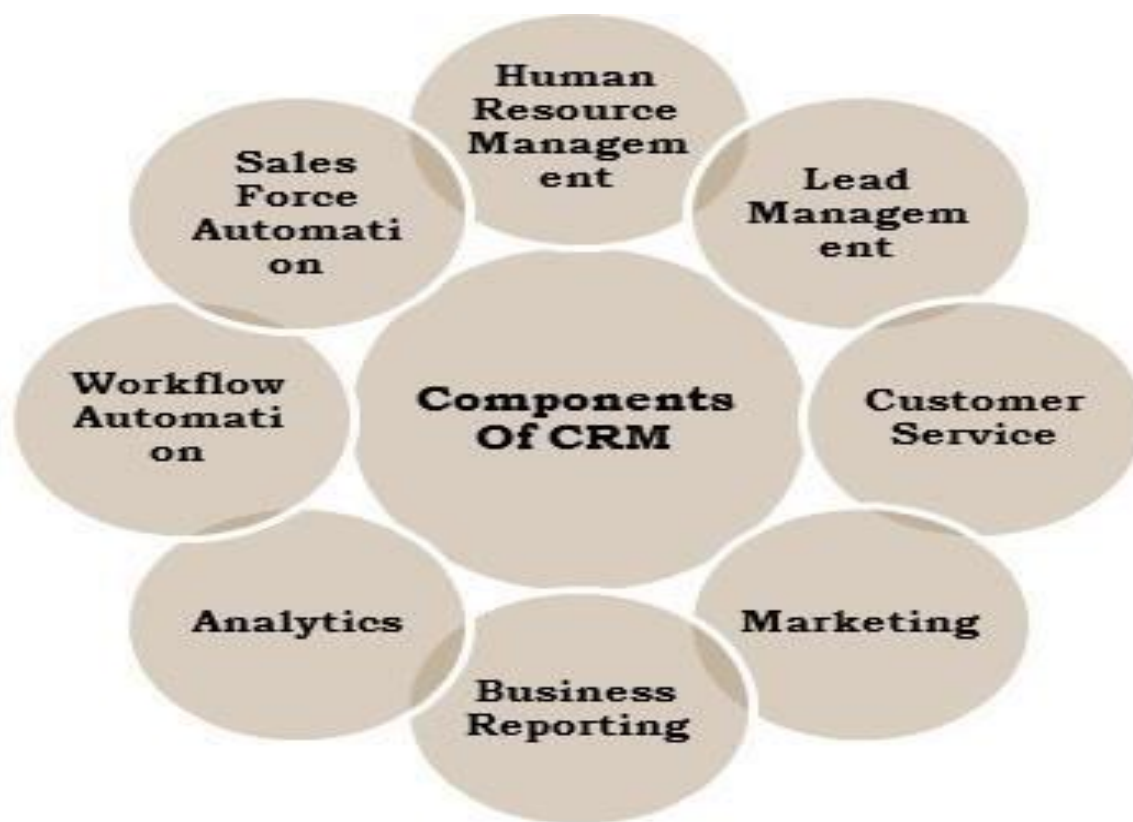 Human
Resource
Managem
ent
Lead
Managem
ent
Customer
Service
Marketing
Business
Reporting
Analytics
Workflow
Automati
on
Sales
Force
Automati
on
Components
Of CRM